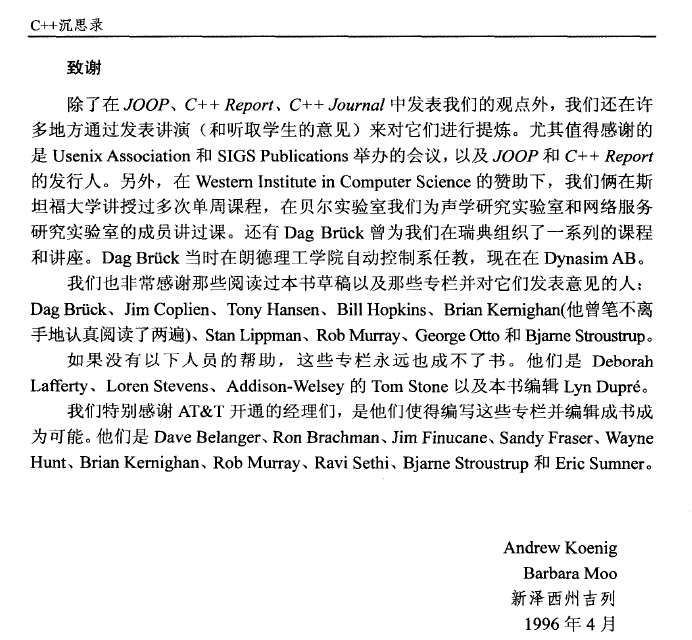 C++沉思录
致谢
除了在 JOOP、C++ Report、C++ Journal 中发表我们的观点外，我们还在许
多地方通过发表讲演（和听取学生的意见）来对它们进行提炼。尤其值得感谢的
是 Usenix Association 和 SIGS Publications 举办的会议，以及 JOOP 和 C++ Report
的发行人。另外，在 Western Institute in Computer Science 的赞助下，我们俩在斯
坦福大学讲授过多次单周课程，在贝尔实验室我们为声学研究实验室和网络服务
研究实验室的成员讲过课。还有 Dag Brück 曾为我们在瑞典组织了一系列的课程
和讲座。Dag Brück 当时在朗德理工学院自动控制系任教，现在在 Dynasim AB。
我们也非常感谢那些阅读过本书草稿以及那些专栏并对它们发表意见的人：
Dag Brück、Jim Coplien、Tony Hansen、Bill Hopkins、Brian Kernighan(他曾笔不离
手地认真阅读了两遍)、Stan Lippman、Rob Murray、George Otto 和 Bjarne Stroustrup。
如果没有以下人员的帮助，这些专栏永远也成不了书。他们是 Deborah
Lafferty、Loren Stevens、Addison-Welsey 的 Tom Stone 以及本书编辑 Lyn Dupré。
我们特别感谢 AT&T 开通的经理们，是他们使得编写这些专栏并编辑成书成
为可能。他们是 Dave Belanger、Ron Brachman、Jim Finucane、Sandy Fraser、Wayne
Hunt、Brian Kernighan、Rob Murray、Ravi Sethi、Bjarne Stroustrup 和 Eric Sumner。
Andrew Koenig
Barbara Moo
新泽西州吉列
1996 年 4 月